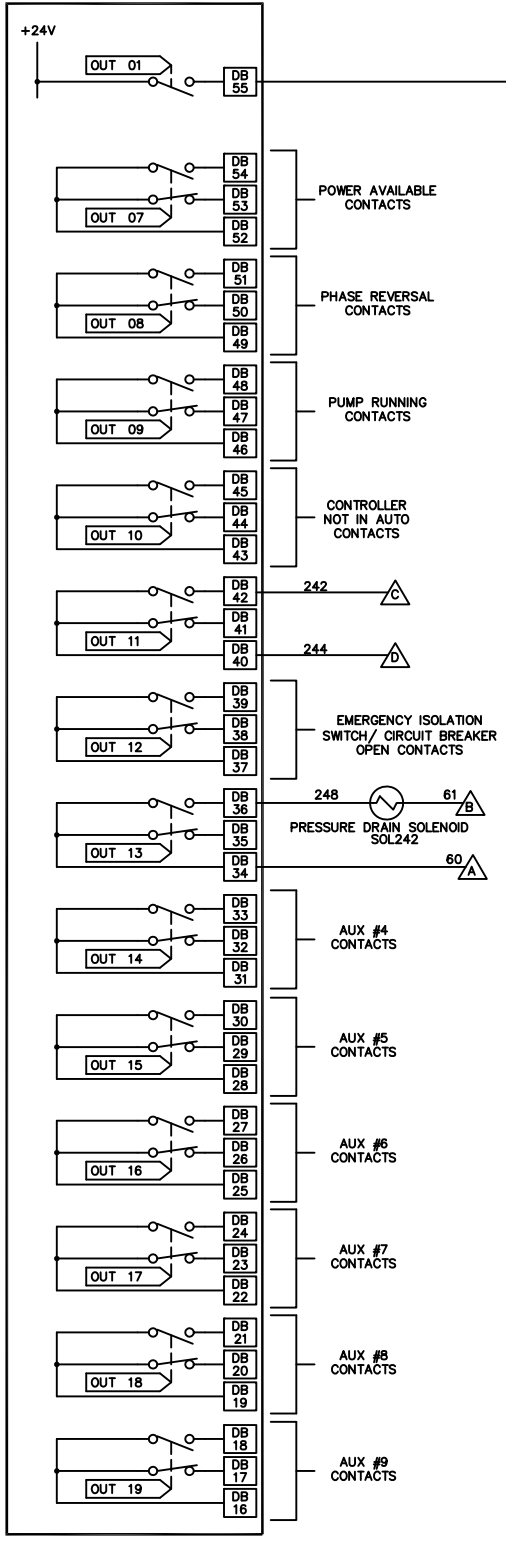 +24V
OUT 01
DB
55
DB
54
DB
53
OUT 07
DB
52
POWER AVAILABLE
CONTACTS
DB
51
DB
50
OUT 08
DB
49
PHASE REVERSAL
CONTACTS
DB
48
DB
47
OUT 09
DB
46
PUMP RUNNING
CONTACTS
DB
45
DB
44
OUT 10
DB
43
CONTROLLER
NOT IN AUTO
CONTACTS
DB
42
242
C
DB
41
OUT 11
DB
40
244
D
DB
39
DB
38
OUT 12
DB
37
EMERGENCY ISOLATION
SWITCH/ CIRCUIT BREAKER
OPEN CONTACTS
DB
36
248
61
B
PRESSURE DRAIN SOLENOID
SOL242
DB
35
OUT 13
DB
34
60
A
DB
33
DB
32
OUT 14
DB
31
AUX #4
CONTACTS
DB
30
DB
29
OUT 15
DB
28
AUX #5
CONTACTS
DB
27
DB
26
OUT 16
DB
25
AUX #6
CONTACTS
DB
24
DB
23
OUT 17
DB
22
AUX #7
CONTACTS
DB
21
DB
20
OUT 18
DB
19
AUX #8
CONTACTS
DB
18
DB
17
OUT 19
DB
16
AUX #9
CONTACTS